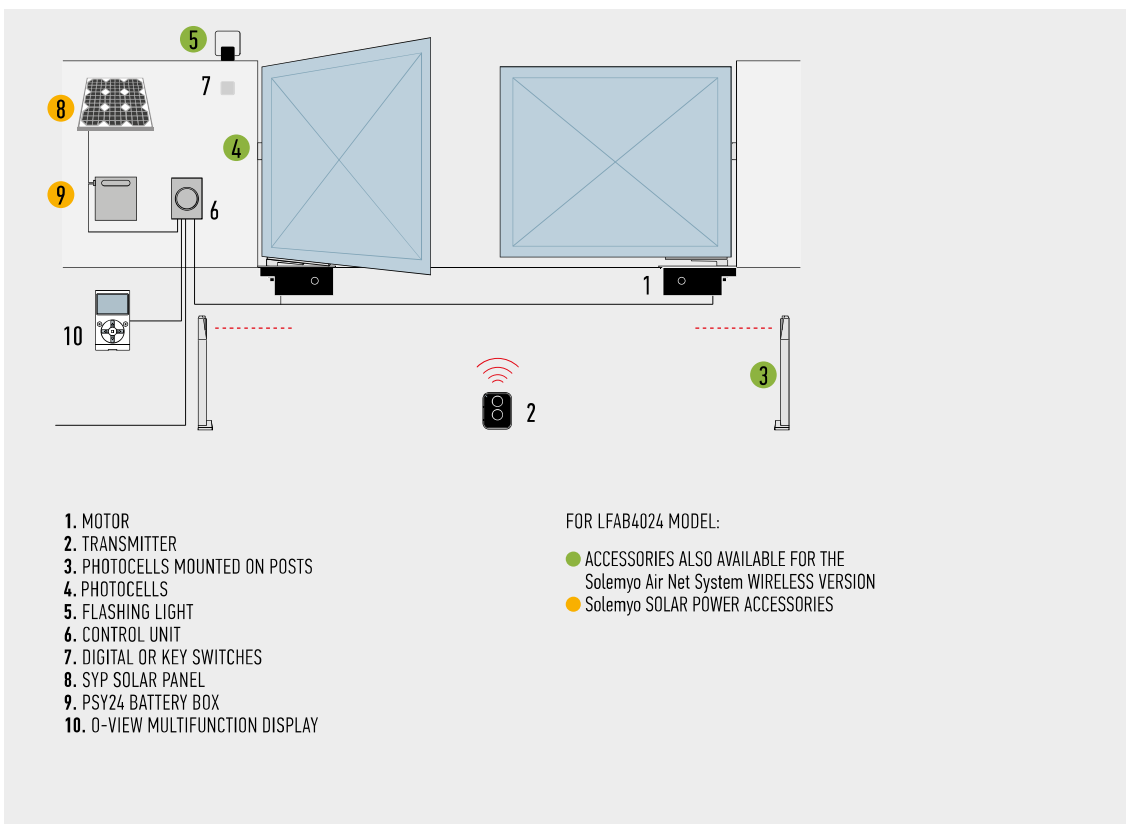 5
7
8
4
9
6
1
10
3
2
1. MOTOR
2. TRANSMITTER
3. PHOTOCELLS MOUNTED ON POSTS
4. PHOTOCELLS
5. FLASHING LIGHT
6. CONTROL UNIT
7. DIGITAL OR KEY SWITCHES
8. SYP SOLAR PANEL
9. PSY24 BATTERY BOX
10. O-VIEW MULTIFUNCTION DISPLAY
FOR LFAB4024 MODEL:
ACCESSORIES ALSO AVAILABLE FOR THE
Solemyo Air Net System WIRELESS VERSION
Solemyo SOLAR POWER ACCESSORIES